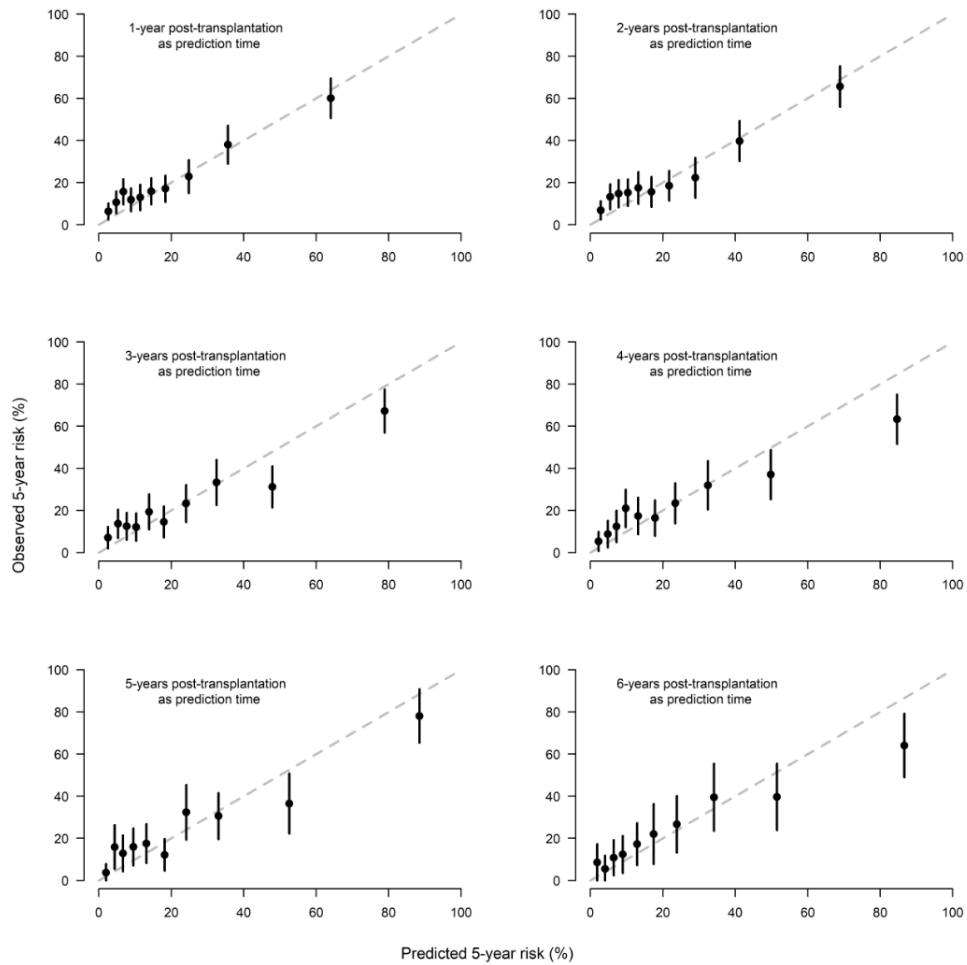 1-year post-transplantation
as prediction time
100
80
60
40
20
0
0 20 40 60 80 100
2-years post-transplantation
as prediction time
100
80
60
40
20
0
0 20 40 60 80 100
3-years post-transplantation
as prediction time
100
80
60
40
20
0
0 20 40 60 80 100
4-years post-transplantation
as prediction time
100
80
60
40
20
0
0 20 40 60 80 100
Observed 5-year risk (%)
5-years post-transplantation
as prediction time
100
80
60
40
20
0
0 20 40 60 80 100
6-years post-transplantation
as prediction time
100
80
60
40
20
0
0 20 40 60 80 100
Predicted 5-year risk (%)